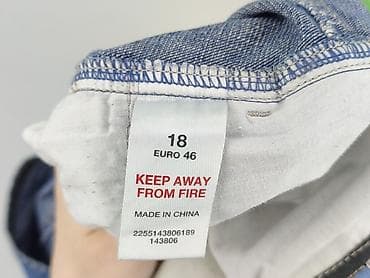 18
EURO 46
KEEP AWAY
FROM FIRE
MADE IN CHINA
2255143806189
143806